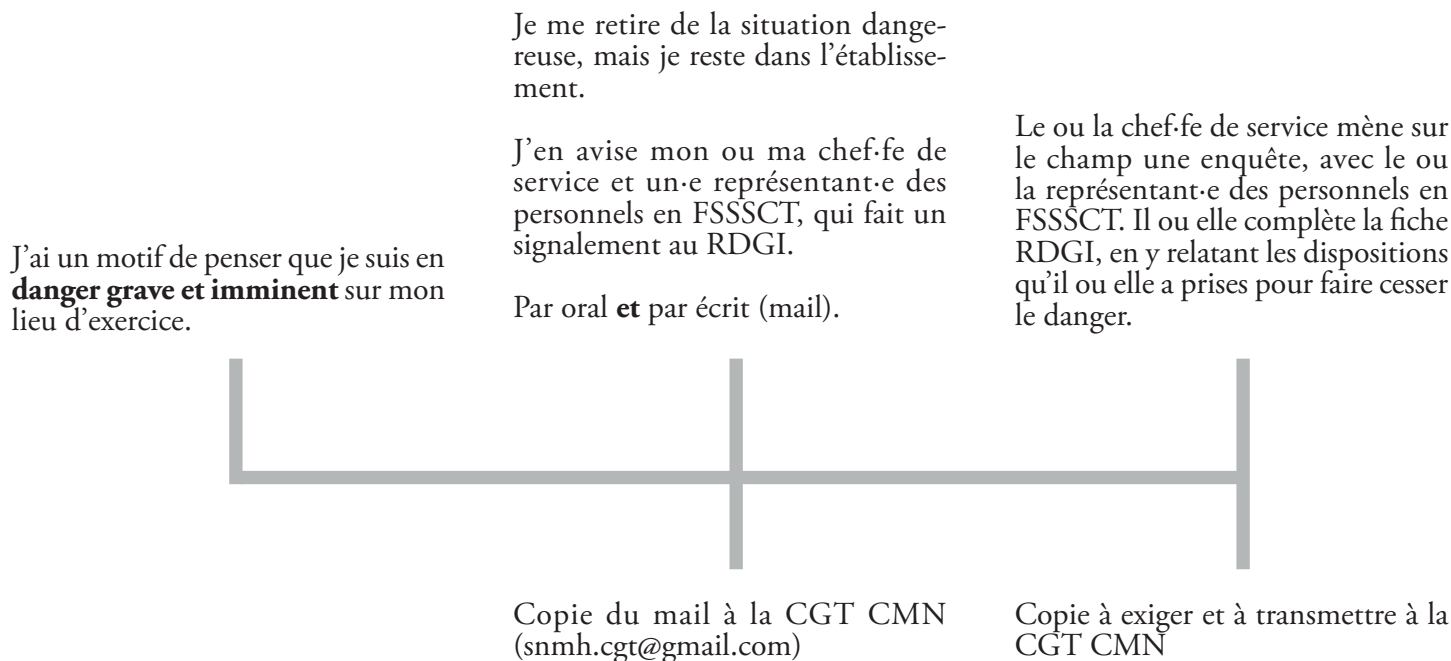 J'ai un motif de penser que je suis en
danger grave et imminent sur mon
lieu d'exercice.
Je me retire de la situation dange-
reuse, mais je reste dans l'établisse-
ment.
J'en avise mon ou ma chef·fe de
service et un·e représentant·e des
personnels en FSSSCT, qui fait un
signalement au RDGI.
Par oral et par écrit (mail).
Copie du mail à la CGT CMN
(snmh.cgt@gmail.com)
Le ou la chef·fe de service mène sur
le champ une enquête, avec le ou
la représentant·e des personnels en
FSSSCT. Il ou elle complète la fiche
RDGI, en y relatant les dispositions
qu'il ou elle a prises pour faire cesser
le danger.
Copie à exiger et à transmettre à la
CGT CMN